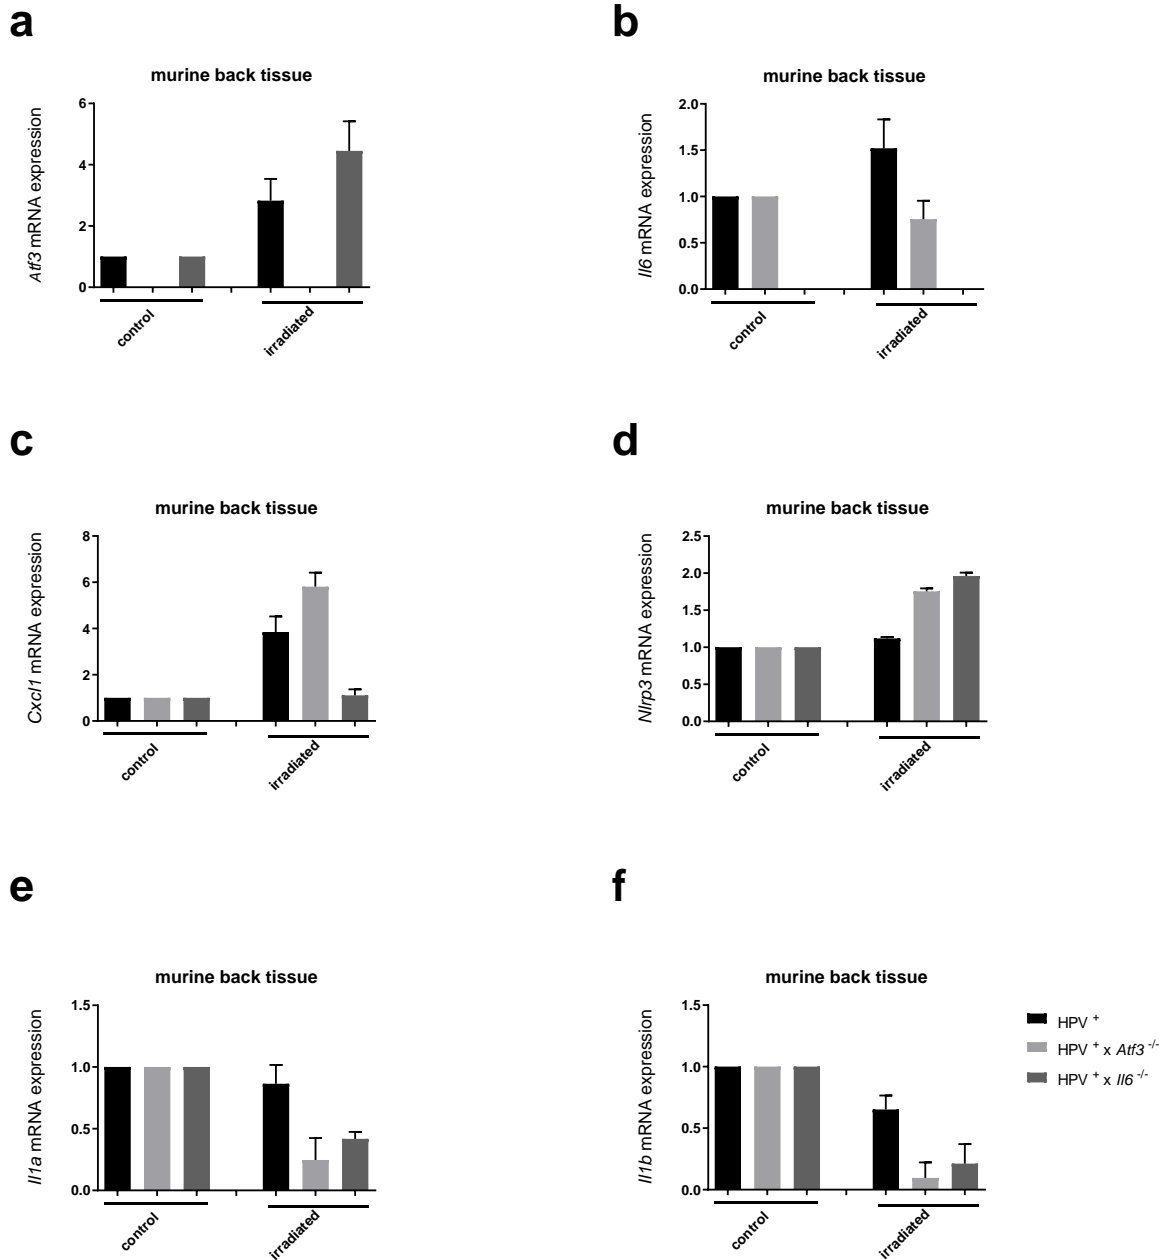 a
b
murine back tissue
murine back tissue
Atf3 mRNA expression
6
4
2
0
control
irradiated
Il6 mRNA expression
2.0
1.5
1.0
0.5
0.0
control
irradiated
c
d
murine back tissue
murine back tissue
Cxcl1 mRNA expression
8
6
4
2
0
control
irradiated
Nlrp3 mRNA expression
2.5
2.0
1.5
1.0
0.5
0.0
control
irradiated
e
f
murine back tissue
murine back tissue
Il1a mRNA expression
1.5
1.0
0.5
0.0
control
irradiated
Il1b mRNA expression
1.5
1.0
0.5
0.0
control
irradiated
HPV +
HPV + x Atf3 -/-
HPV + x Il6 -/-